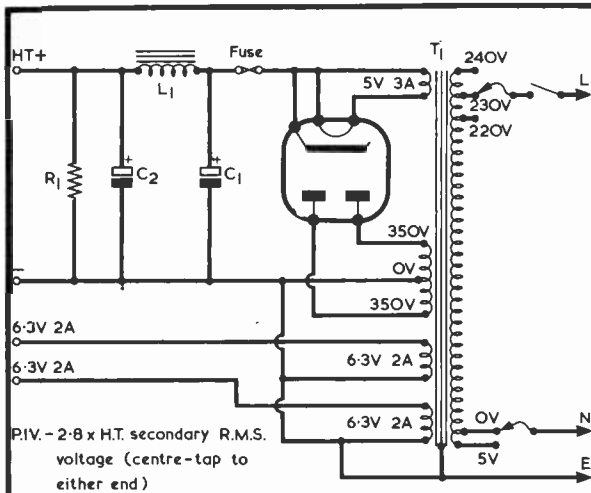 HT+
Fuse
L1
T1
240V
5V 3A
230V
220V
L
R1
C2
+
C1
+
350V
0V
350V
–
6.3V 2A
6.3V 2A
6.3V 2A
6.3V 2A
0V
N
5V
E
P.I.V. – 2·8 x H.T. secondary R.M.S.
voltage (centre-tap to
either end)